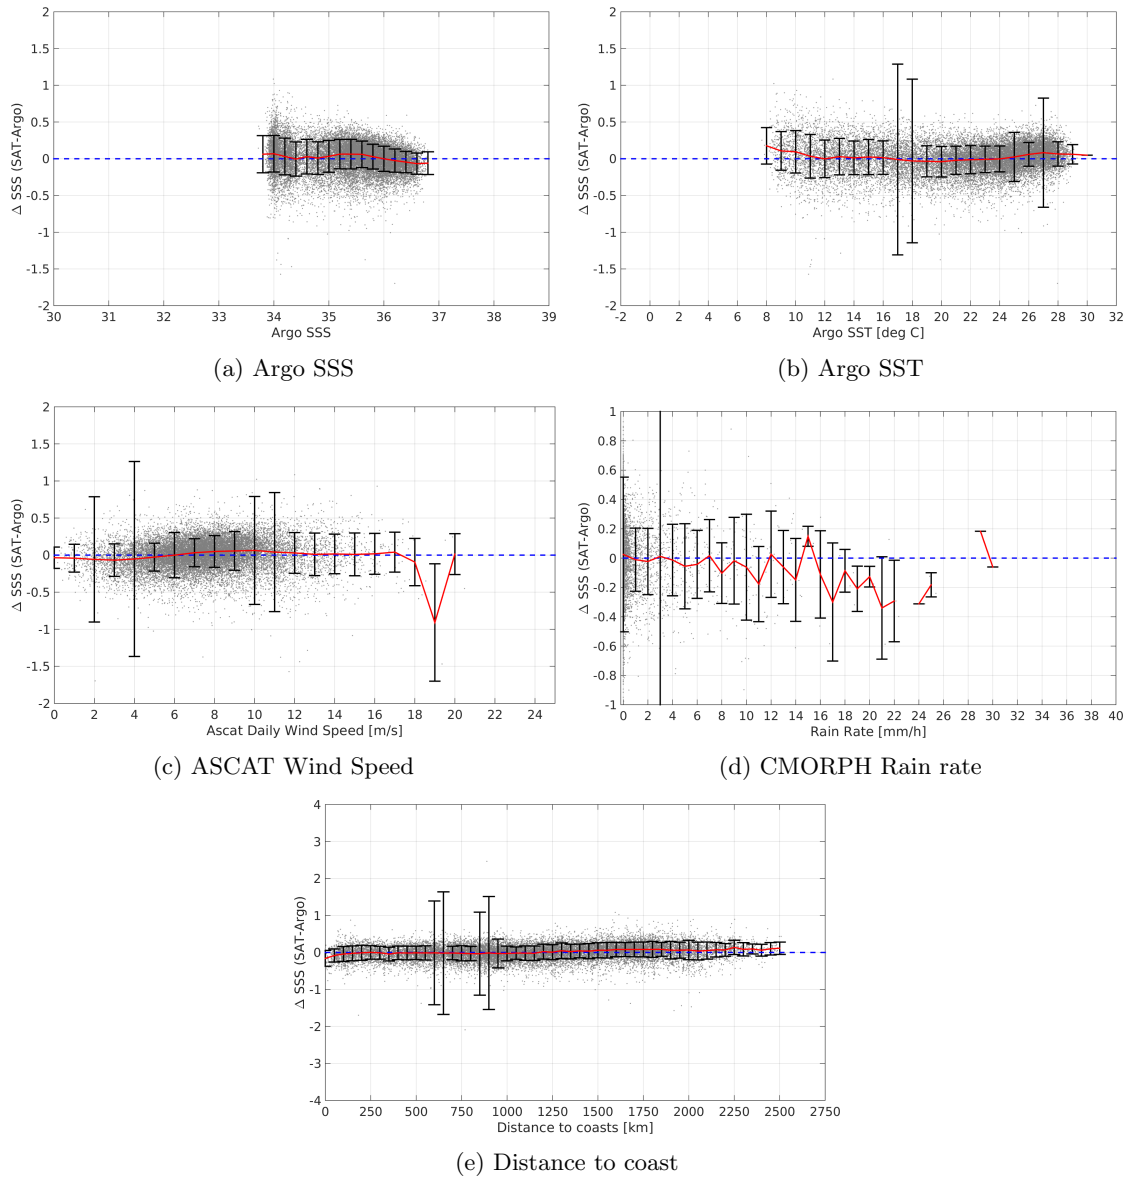 2
1.5
1
0.5
0
-0.5
-1
-1.5
-2
Δ SSS (SAT-Argo)
30 31 32 33 34 35 36 37 38 39
Argo SSS
(a) Argo SSS
2
1.5
1
0.5
0
-0.5
-1
-1.5
-2
Δ SSS (SAT-Argo)
-2 0 2 4 6 8 10 12 14 16 18 20 22 24 26 28 30 32
Argo SST [deg C]
(b) Argo SST
2
1.5
1
0.5
0
-0.5
-1
-1.5
-2
Δ SSS (SAT-Argo)
0 2 4 6 8 10 12 14 16 18 20 22 24
Ascat Daily Wind Speed [m/s]
(c) ASCAT Wind Speed
1
0.8
0.6
0.4
0.2
0
-0.2
-0.4
-0.6
-0.8
-1
Δ SSS (SAT-Argo)
0 2 4 6 8 10 12 14 16 18 20 22 24 26 28 30 32 34 36 38 40
Rain Rate [mm/h]
(d) CMORPH Rain rate
4
3
2
1
0
-1
-2
-3
-4
Δ SSS (SAT-Argo)
0 250 500 750 1000 1250 1500 1750 2000 2250 2500 2750
Distance to coasts [km]
(e) Distance to coast